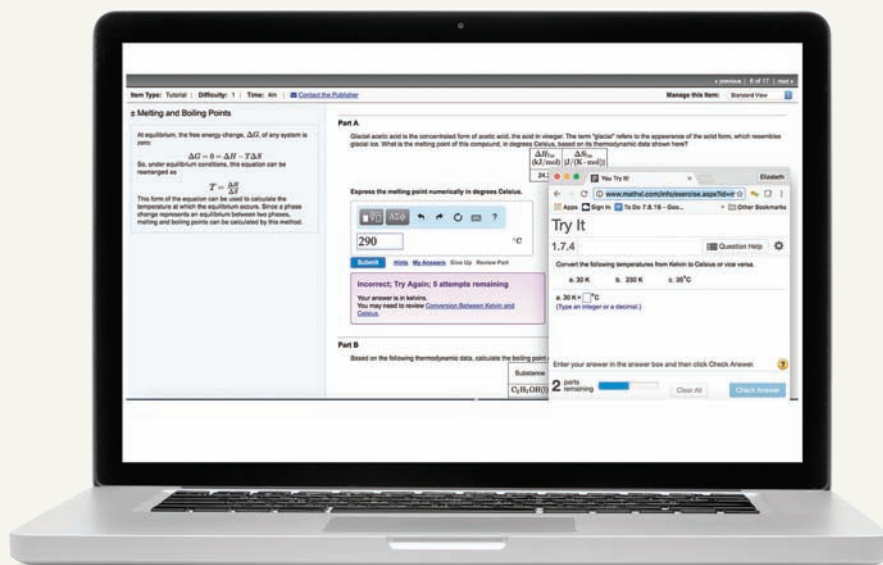 ‹ previous | 6 of 17 | next ›
Item Type: Tutorial | Difficulty: 1 | Time: 4m | Contact the Publisher
Manage this Item: Standard View
± Melting and Boiling Points
At equilibrium, the free energy change, ΔG, of any system is
zero:
ΔG = 0 = ΔH − TΔS
So, under equilibrium conditions, this equation can be
rearranged as
T = ΔH/ΔS
This form of the equation can be used to calculate the
temperature at which the equilibrium occurs. Since a phase
change represents an equilibrium between two phases,
melting and boiling points can be calculated by this method.
Part A
Glacial acetic acid is the concentrated form of acetic acid, the acid in vinegar. The term "glacial" refers to the appearance of the solid form, which resembles
glacial ice. What is the melting point of this compound, in degrees Celsius, based on its thermodynamic data shown here?
ΔHfus ΔSfus
(kJ/mol) (J/(K·mol))
24.
Express the melting point numerically in degrees Celsius.
ΑΣΦ ?
290 °C
Submit Hints My Answers Give Up Review Part
Incorrect; Try Again; 5 attempts remaining
Your answer is in kelvins.
You may need to review Conversion Between Kelvin and
Celsius.
Part B
Based on the following thermodynamic data, calculate the boiling point
Substance
C₂H₅OH(l)
You Try It! Elizabeth
www.mathxl.com/info/exercise.aspx?id=
Apps Sign In To Do 7.8.16 - Goo... Other Bookmarks
Try It
1.7.4 Question Help
Convert the following temperatures from Kelvin to Celsius or vice versa.
a. 30 K b. 230 K c. 35°C
a. 30 K = °C
(Type an integer or a decimal.)
Enter your answer in the answer box and then click Check Answer. ?
2 parts remaining Clear All Check Answer